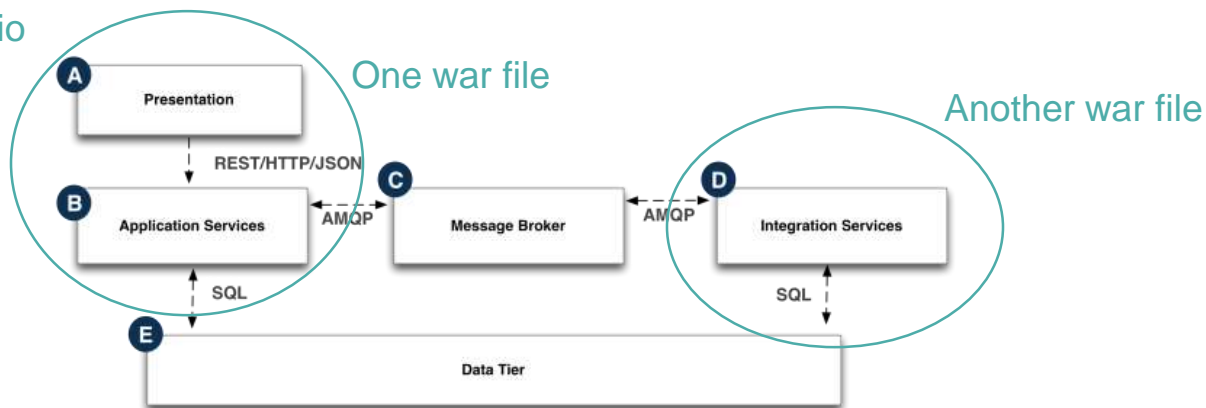 io
One war file
Another war file
A
Presentation
REST/HTTP/JSON
B
Application Services
AMQP
C
Message Broker
AMQP
D
Integration Services
SQL
SQL
E
Data Tier